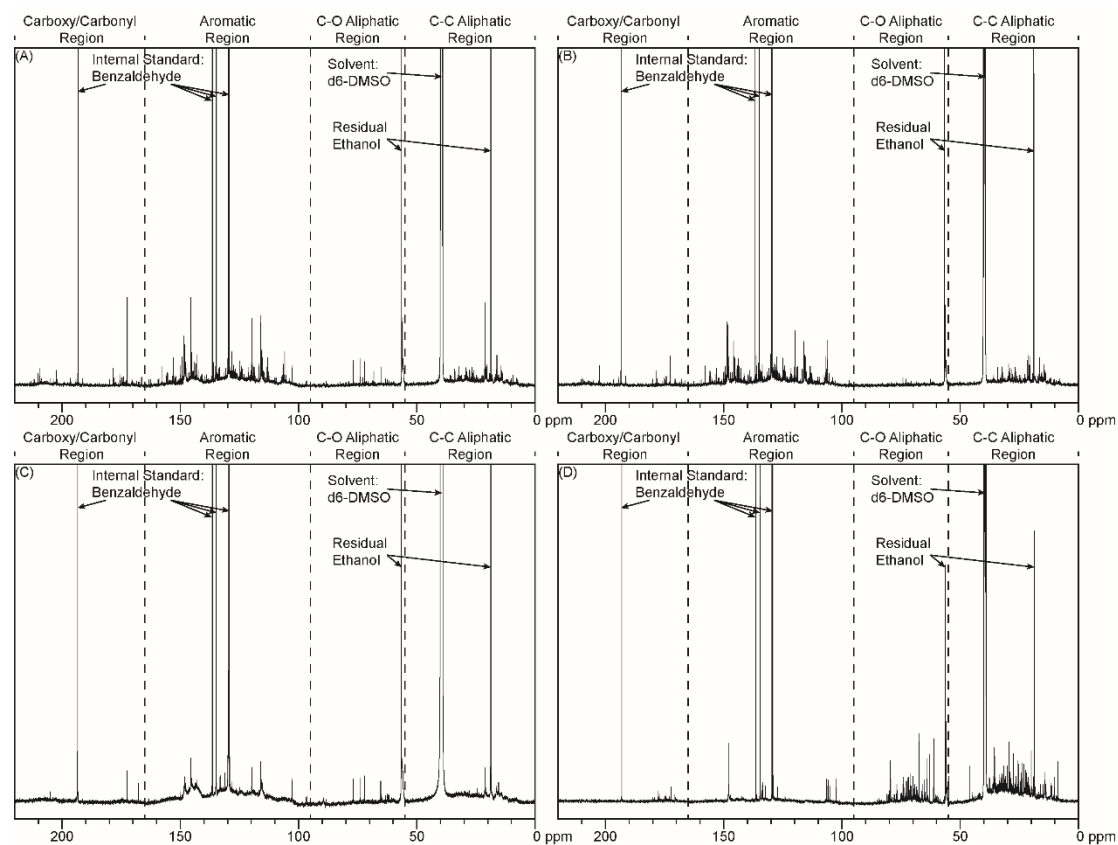 Carboxy/Carbonyl Aromatic C-O Aliphatic C-C Aliphatic
Region Region Region Region
(A)
Internal Standard:
Benzaldehyde
Solvent:
d6-DMSO
Residual
Ethanol
200 150 100 50 0 ppm
Carboxy/Carbonyl Aromatic C-O Aliphatic C-C Aliphatic
Region Region Region Region
(B)
Internal Standard:
Benzaldehyde
Solvent:
d6-DMSO
Residual
Ethanol
200 150 100 50 0 ppm
Carboxy/Carbonyl Aromatic C-O Aliphatic C-C Aliphatic
Region Region Region Region
(C)
Internal Standard:
Benzaldehyde
Solvent:
d6-DMSO
Residual
Ethanol
200 150 100 50 0 ppm
Carboxy/Carbonyl Aromatic C-O Aliphatic C-C Aliphatic
Region Region Region Region
(D)
Internal Standard:
Benzaldehyde
Solvent:
d6-DMSO
Residual
Ethanol
200 150 100 50 0 ppm